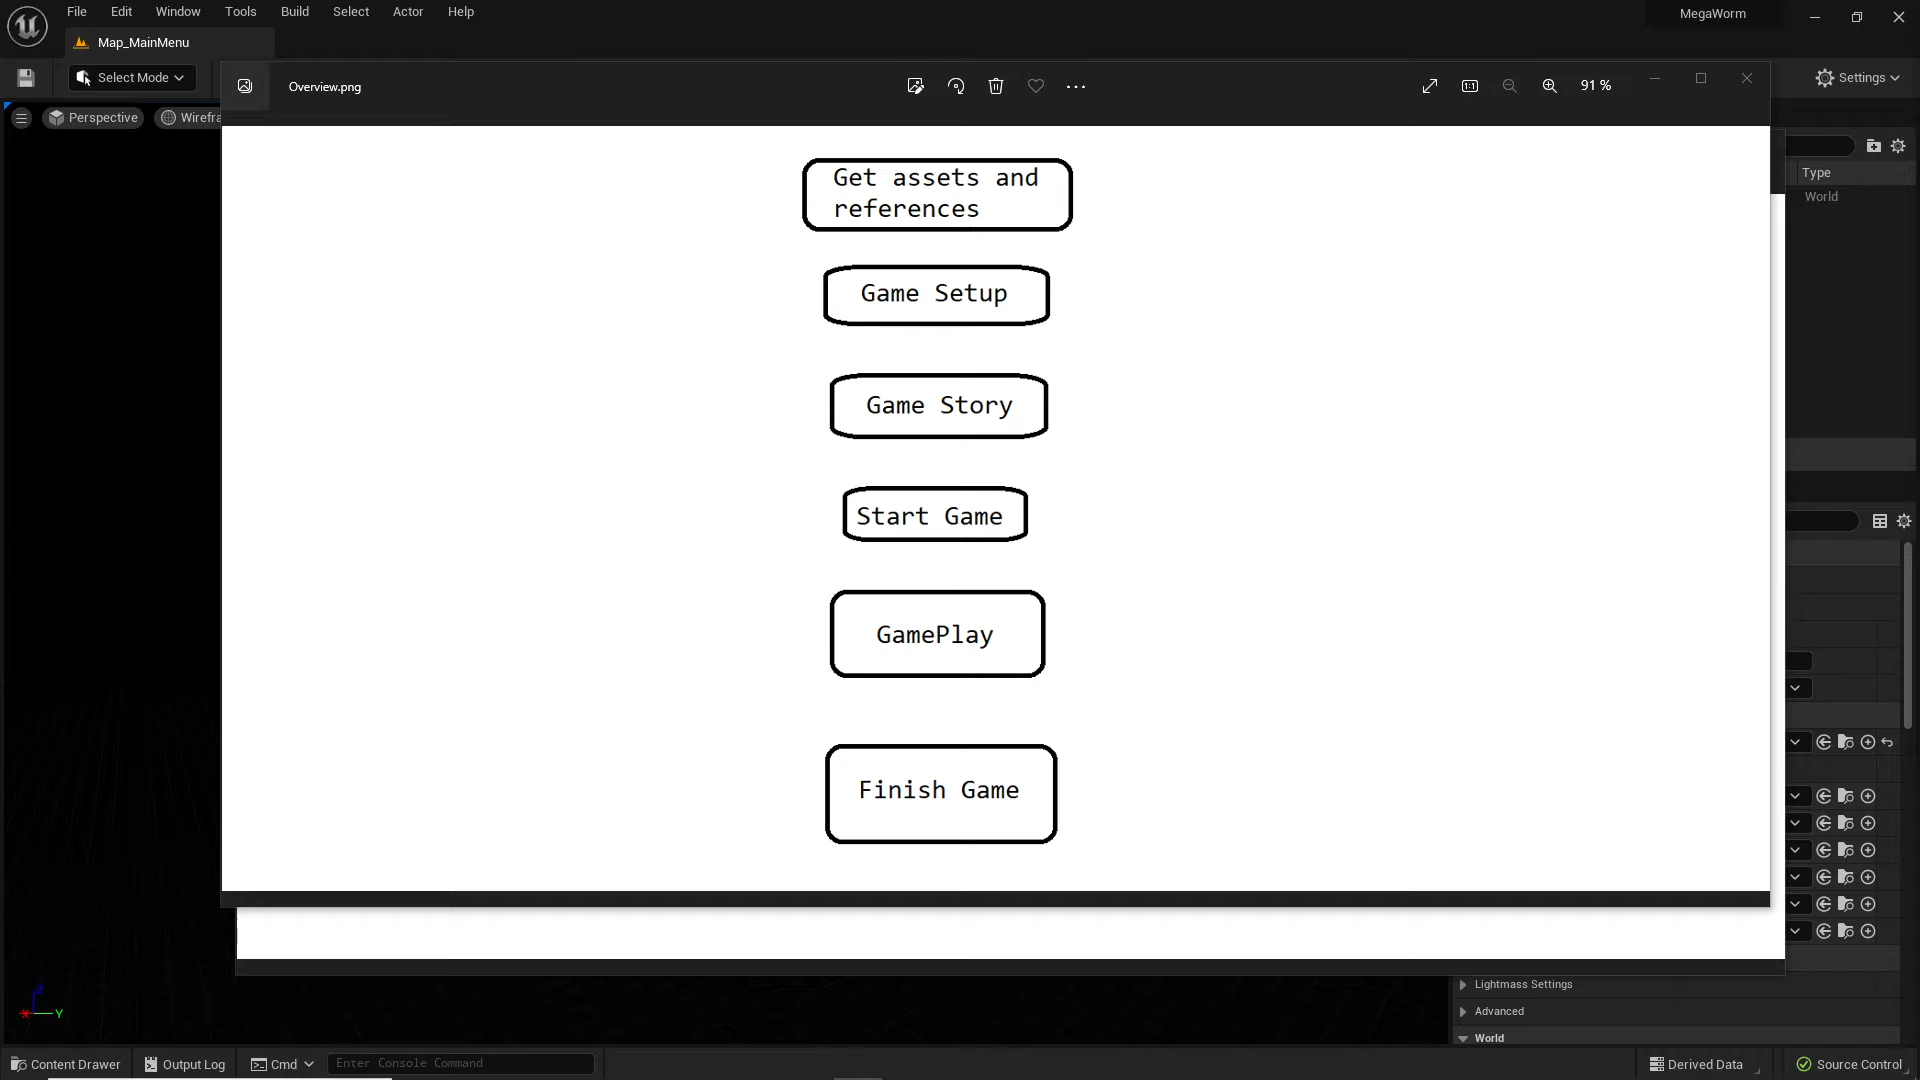 File Edit Window Tools Build Select Actor Help
MegaWorm
Map_MainMenu
Select Mode
Settings
Overview.png
91 %
Perspective
Type
World
Get assets and
references
Game Setup
Game Story
Start Game
GamePlay
Finish Game
Lightmass Settings
Advanced
World
Content Drawer Output Log Cmd Enter Console Command Derived Data Source Control